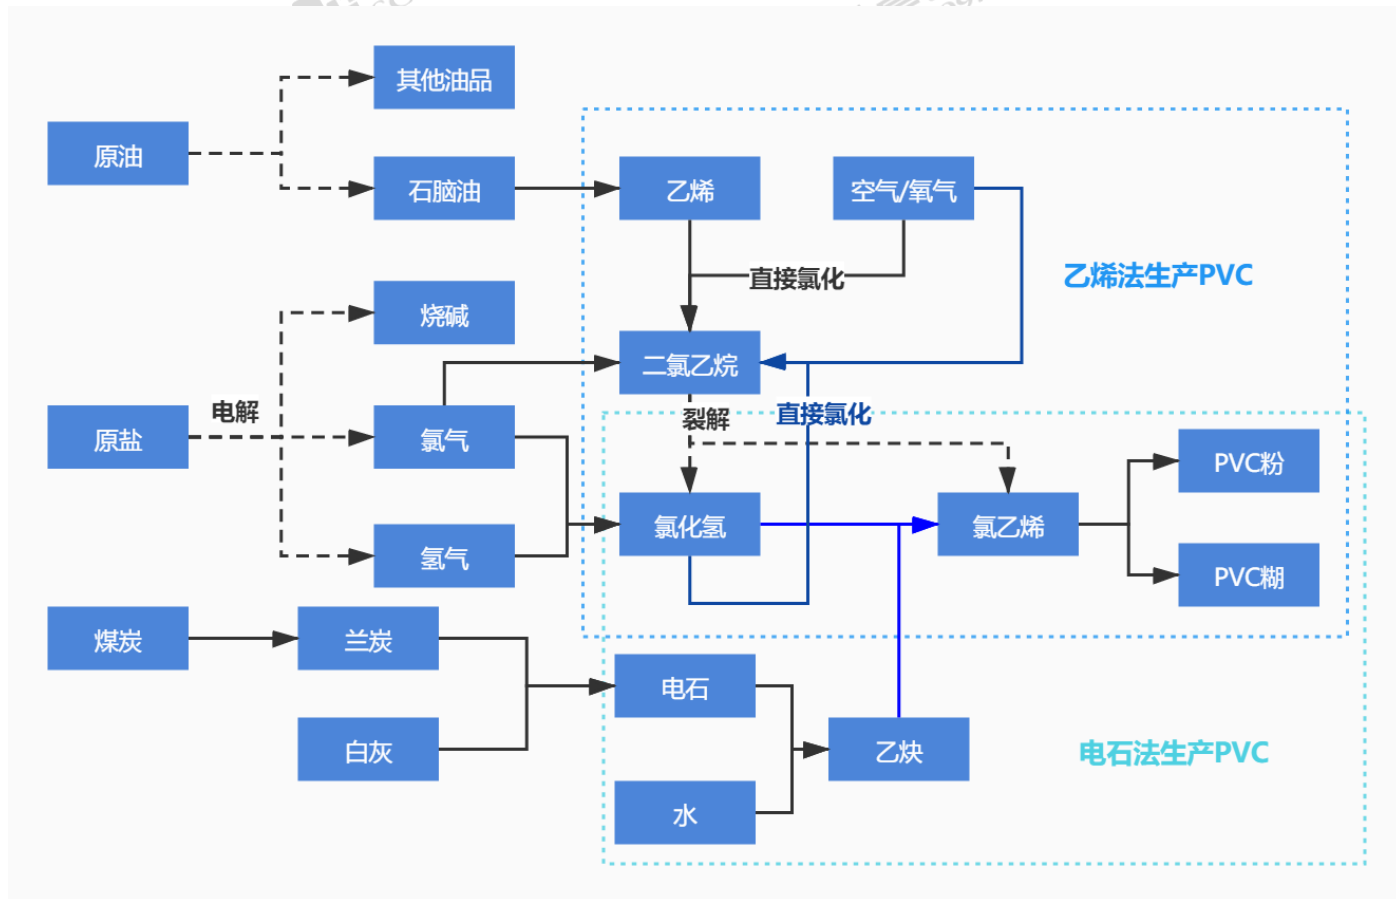 其他油品
原油
石脑油
乙烯
空气/氧气
直接氯化
乙烯法生产PVC
烧碱
二氯乙烷
电解
裂解
直接氯化
原盐
氯气
PVC粉
氯化氢
氯乙烯
氢气
PVC糊
煤炭
兰炭
电石
白灰
乙炔
电石法生产PVC
水